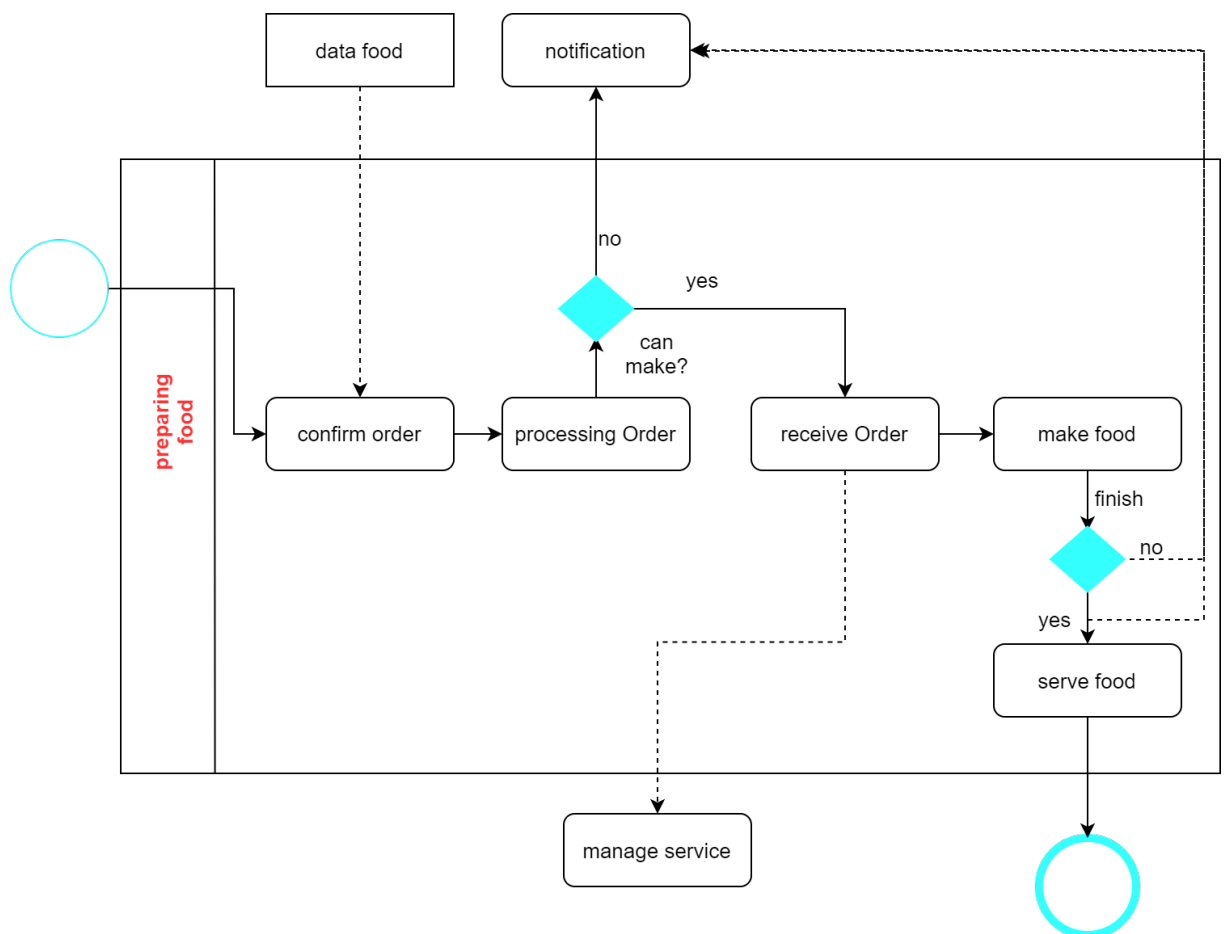 data food
notification
no
yes
can
make?
preparing
food
confirm order
processing Order
receive Order
make food
finish
no
yes
serve food
manage service